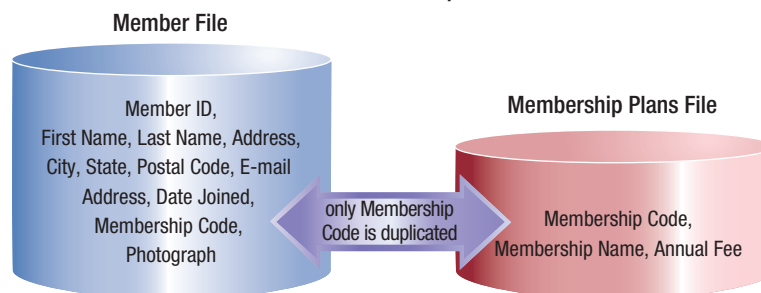 Member File
Member ID,
First Name, Last Name, Address,
City, State, Postal Code, E-mail
Address, Date Joined,
Membership Code,
Photograph
only Membership
Code is duplicated
Membership Plans File
Membership Code,
Membership Name, Annual Fee